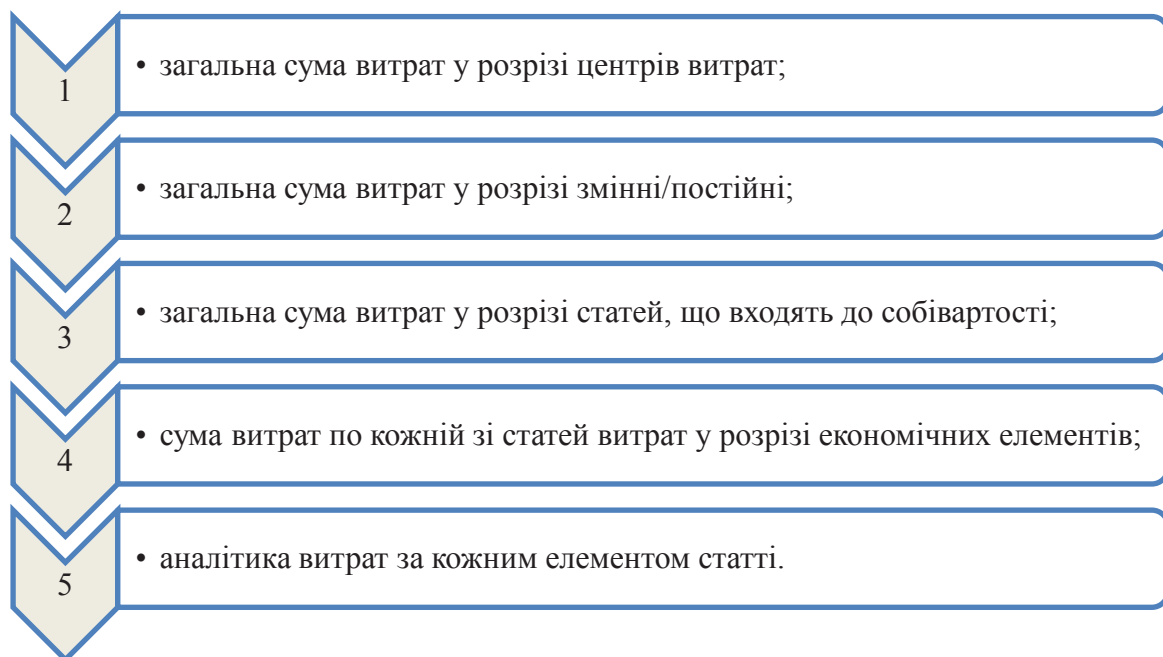 1
• загальна сума витрат у розрізі центрів витрат;
2
• загальна сума витрат у розрізі змінні/постійні;
3
• загальна сума витрат у розрізі статей, що входять до собівартості;
4
• сума витрат по кожній зі статей витрат у розрізі економічних елементів;
5
• аналітика витрат за кожним елементом статті.